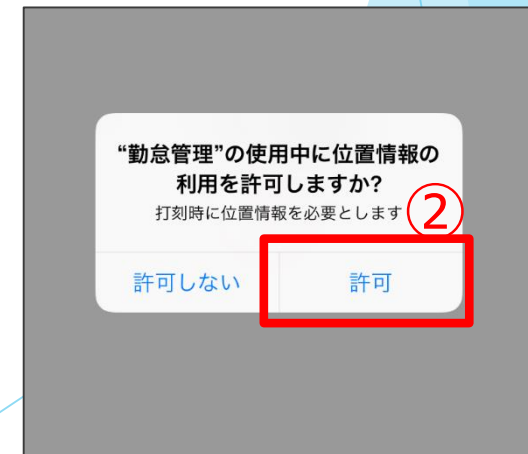 “勤怠管理”の使用中に位置情報の
利用を許可しますか?
打刻時に位置情報を必要とします
②
許可しない
許可